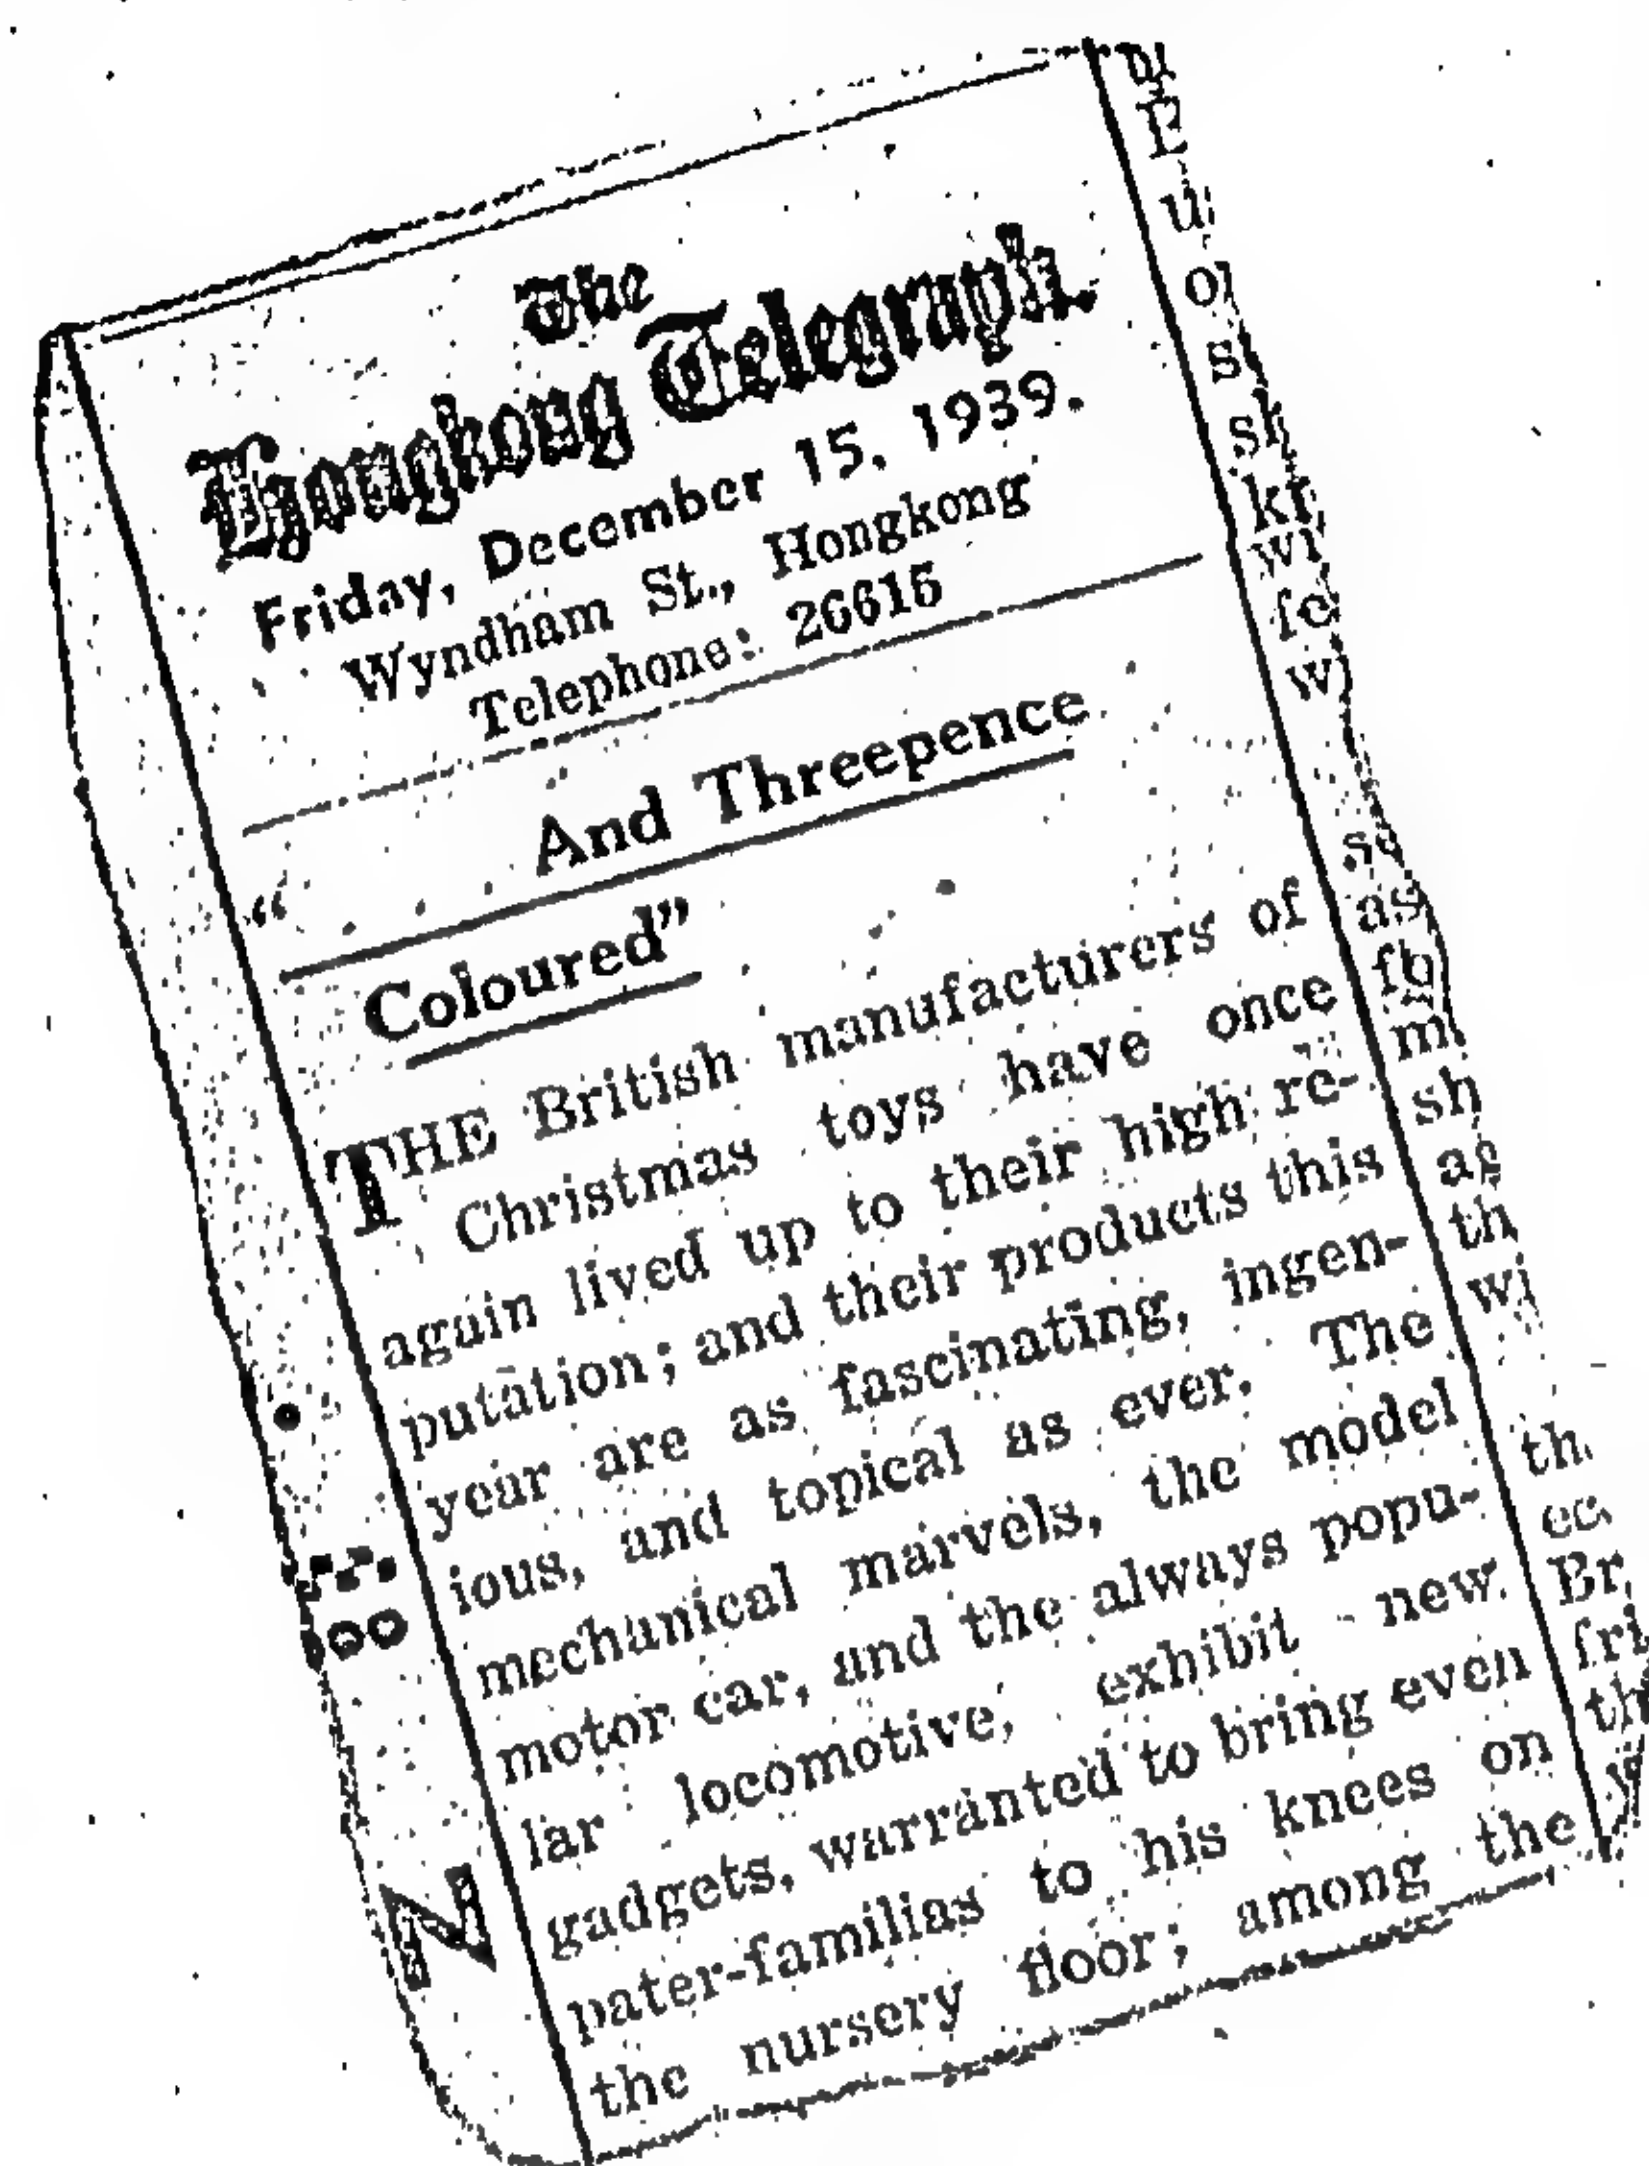 The
Hongkong Telegraph.
Friday, December 15, 1939.
Wyndham St., Hongkong
Telephone: 26615
“ And Threepence
Coloured”
THE British manufacturers of
Christmas toys have once
again lived up to their high re-
putation; and their products this
year are as fascinating, ingen-
ious, and topical as ever. The
mechanical marvels, the model
motor car, and the always popu-
lar locomotive, exhibit new
gadgets, warranted to bring even
pater-familias to his knees on
the nursery floor; among the